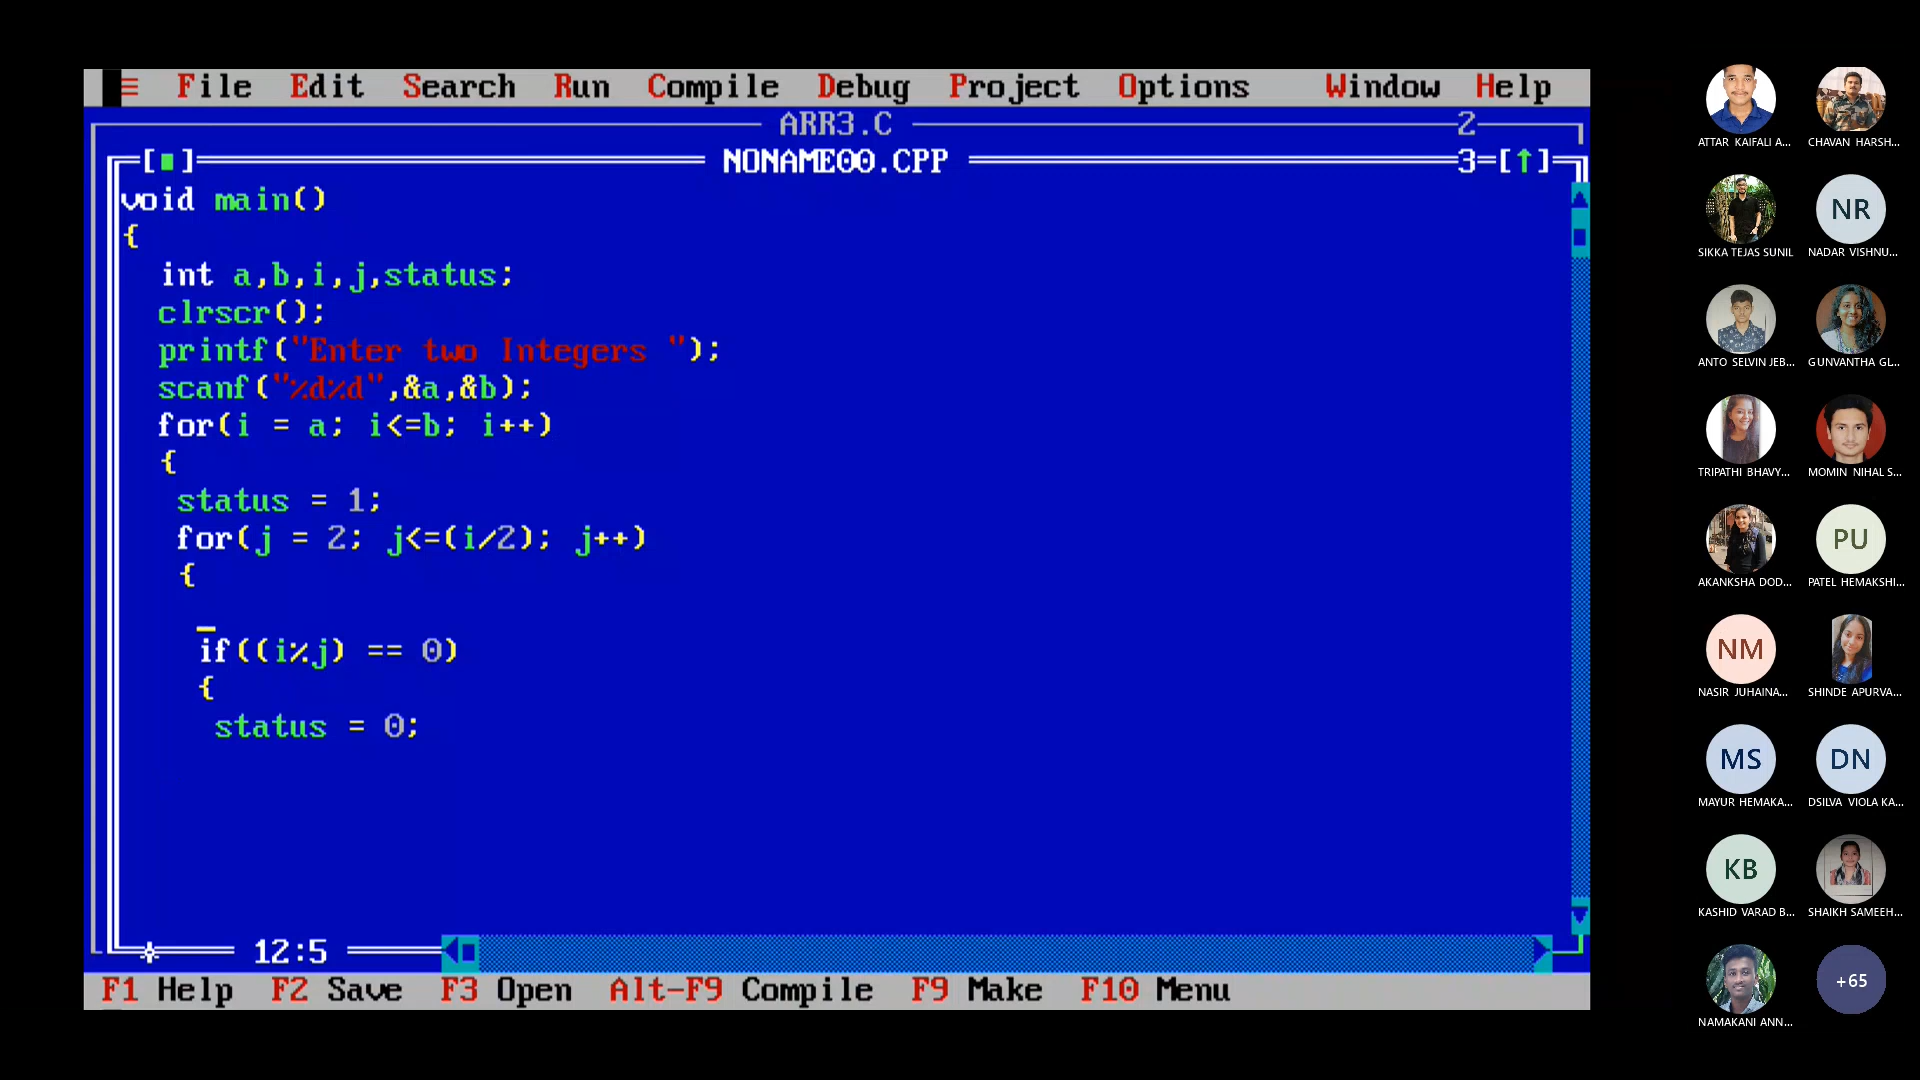 ≡ File Edit Search Run Compile Debug Project Options Window Help
ARR3.C 2
[■] NONAME00.CPP 3=[↑]
void main()
{
int a,b,i,j,status;
clrscr();
printf("Enter two Integers ");
scanf("%d%d",&a,&b);
for(i = a; i<=b; i++)
{
status = 1;
for(j = 2; j<=(i/2); j++)
{
if((i%j) == 0)
{
status = 0;
12:5
F1 Help F2 Save F3 Open Alt-F9 Compile F9 Make F10 Menu
ATTAR KAIFALI A... CHAVAN HARSH...
NR
SIKKA TEJAS SUNIL NADAR VISHNU...
ANTO SELVIN JEB... GUNVANTHA GL...
TRIPATHI BHAVY... MOMIN NIHAL S...
PU
AKANKSHA DOD... PATEL HEMAKSHI...
NM
NASIR JUHAINA... SHINDE APURVA...
MS DN
MAYUR HEMAKA... DSILVA VIOLA KA...
KB
KASHID VARAD B... SHAIKH SAMEEH...
+65
NAMAKANI ANN...